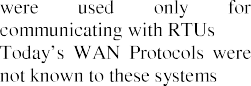 were used only for
communicating with RTUs
Today's WAN Protocols were
not known to these systems